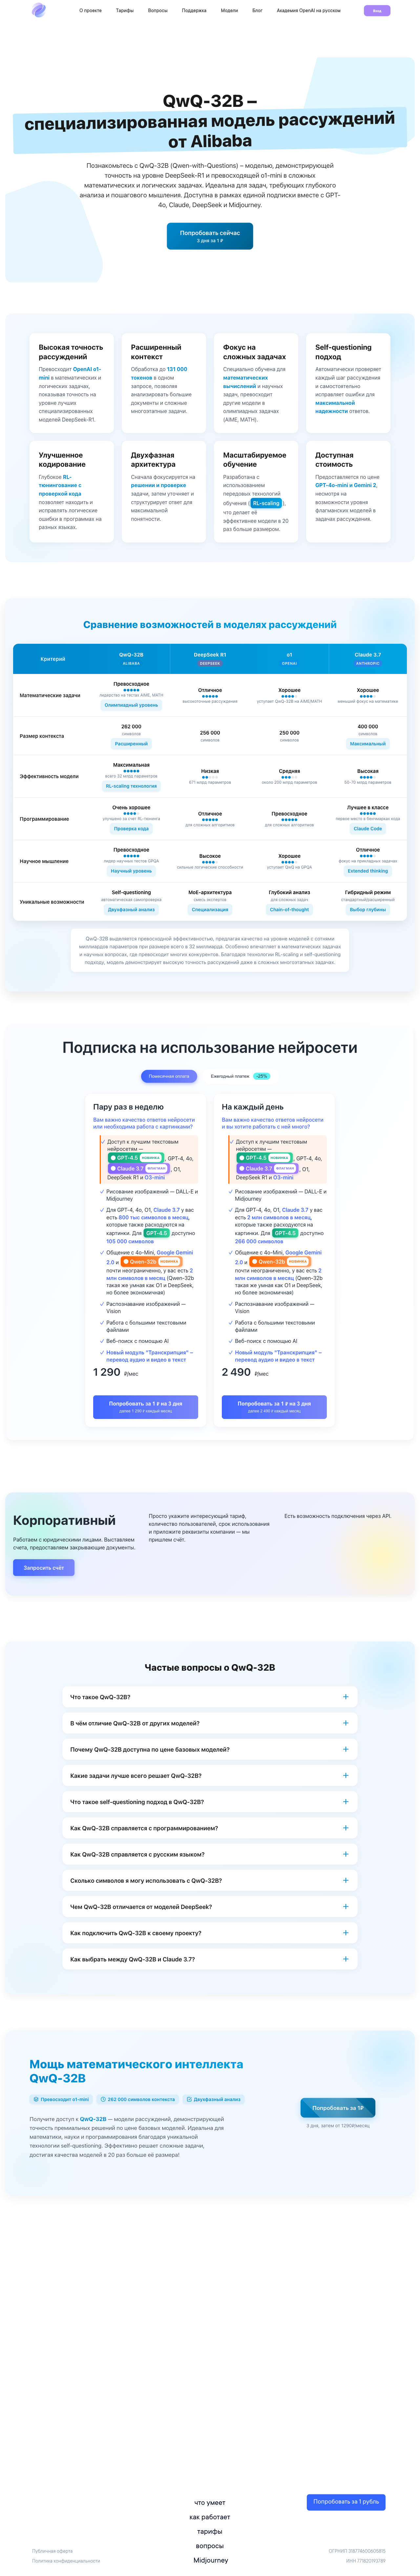 О проекте
Тарифы
Вопросы
Поддержка
Модели
Блог
Академия OpenAI на русском
Вход
QwQ-32B –
специализированная модель рассуждений
от Alibaba
Познакомьтесь с QwQ-32B (Qwen-with-Questions) – моделью, демонстрирующей
точность на уровне DeepSeek-R1 и превосходящей o1-mini в сложных
математических и логических задачах. Идеальна для задач, требующих глубокого
анализа и пошагового мышления. Доступна в рамках единой подписки вместе с GPT-
4o, Claude, DeepSeek и Midjourney.
Попробовать сейчас
3 дня за 1 ₽
Высокая точность
рассуждений
Превосходит OpenAI o1-
mini в математических и
логических задачах,
показывая точность на
уровне лучших
специализированных
моделей DeepSeek-R1.
Расширенный
контекст
Обработка до 131 000
токенов в одном
запросе, позволяя
анализировать большие
документы и сложные
многоэтапные задачи.
Фокус на
сложных задачах
Специально обучена для
математических
вычислений и научных
задач, превосходит
другие модели в
олимпиадных задачах
(AIME, MATH).
Self-questioning
подход
Автоматически проверяет
каждый шаг рассуждения
и самостоятельно
исправляет ошибки для
максимальной
надежности ответов.
Улучшенное
кодирование
Глубокое RL-
тюнингование с
проверкой кода
позволяет находить и
исправлять логические
ошибки в программах на
разных языках.
Двухфазная
архитектура
Сначала фокусируется на
решении и проверке
задачи, затем уточняет и
структурирует ответ для
максимальной
понятности.
Масштабируемое
обучение
Разработана с
использованием
передовых технологий
обучения ( RL-scaling ),
что делает её
эффективнее модели в 20
раз больше размером.
Доступная
стоимость
Предоставляется по цене
GPT-4o-mini и Gemini 2,
несмотря на
возможности уровня
флагманских моделей в
задачах рассуждения.
Сравнение возможностей в моделях рассуждений
Критерий
QwQ-32B
ALIBABA
DeepSeek R1
DEEPSEEK
o1
OPENAI
Claude 3.7
ANTHROPIC
Математические задачи
Превосходное
лидерство на тестах AIME, MATH
Олимпиадный уровень
Отличное
высокоточные рассуждения
Хорошее
уступает QwQ-32B на AIME/MATH
Хорошее
меньший фокус на математике
Размер контекста
262 000
символов
Расширенный
256 000
символов
250 000
символов
400 000
символов
Максимальный
Эффективность модели
Максимальная
всего 32 млрд параметров
RL-scaling технология
Низкая
671 млрд параметров
Средняя
около 200 млрд параметров
Высокая
50-70 млрд параметров
Программирование
Очень хорошее
улучшено за счет RL-тюнинга
Проверка кода
Отличное
для сложных алгоритмов
Превосходное
для сложных алгоритмов
Лучшее в классе
первое место в бенчмарках кода
Claude Code
Научное мышление
Превосходное
лидер научных тестов GPQA
Научный уровень
Высокое
сильные логические способности
Хорошее
уступает QwQ на GPQA
Отличное
фокус на прикладных задачах
Extended thinking
Уникальные возможности
Self-questioning
автоматическая самопроверка
Двухфазный анализ
MoE-архитектура
смесь экспертов
Специализация
Глубокий анализ
для сложных задач
Chain-of-thought
Гибридный режим
стандартный/расширенный
Выбор глубины
QwQ-32B выделяется превосходной эффективностью, предлагая качество на уровне моделей с сотнями
миллиардов параметров при размере всего в 32 миллиарда. Особенно впечатляет в математических задачах
и научных вопросах, где превосходит многих конкурентов. Благодаря технологии RL-scaling и self-questioning
подходу, модель демонстрирует высокую точность рассуждений даже в сложных многоэтапных задачах.
Подписка на использование нейросети
Помесячная оплата
Ежегодный платеж -25%
Пару раз в неделю
Вам важно качество ответов нейросети
или необходима работа с картинками?
Доступ к лучшим текстовым
нейросетям —
GPT-4.5 НОВИНКА , GPT-4, 4o,
Claude 3.7 ФЛАГМАН , O1,
DeepSeek R1 и O3-mini
Рисование изображений — DALL-E и
Midjourney
Для GPT-4, 4o, O1, Claude 3.7 у вас
есть 800 тыс символов в месяц,
которые также расходуются на
картинки. Для GPT-4.5 доступно
105 000 символов
Общение с 4o-Mini, Google Gemini
2.0 и Qwen-32b НОВИНКА
почти неограниченно, у вас есть 2
млн символов в месяц (Qwen-32b
такая же умная как O1 и DeepSeek,
но более экономичная)
Распознавание изображений —
Vision
Работа с большими текстовыми
файлами
Веб-поиск с помощью AI
Новый модуль "Транскрипция" –
перевод аудио и видео в текст
1 290 ₽/мес
Попробовать за 1 ₽ на 3 дня
далее 1 290 ₽ каждый месяц
На каждый день
Вам важно качество ответов нейросети
и вы хотите работать с ней много?
Доступ к лучшим текстовым
нейросетям —
GPT-4.5 НОВИНКА , GPT-4, 4o,
Claude 3.7 ФЛАГМАН , O1,
DeepSeek R1 и O3-mini
Рисование изображений — DALL-E и
Midjourney
Для GPT-4, 4o, O1, Claude 3.7 у вас
есть 2 млн символов в месяц,
которые также расходуются на
картинки. Для GPT-4.5 доступно
266 000 символов
Общение с 4o-Mini, Google Gemini
2.0 и Qwen-32b НОВИНКА
почти неограниченно, у вас есть 2
млн символов в месяц (Qwen-32b
такая же умная как O1 и DeepSeek,
но более экономичная)
Распознавание изображений —
Vision
Работа с большими текстовыми
файлами
Веб-поиск с помощью AI
Новый модуль "Транскрипция" –
перевод аудио и видео в текст
2 490 ₽/мес
Попробовать за 1 ₽ на 3 дня
далее 2 490 ₽ каждый месяц
Корпоративный
Работаем с юридическими лицами. Выставляем
счета, предоставляем закрывающие документы.
Запросить счёт
Просто укажите интересующий тариф,
количество пользователей, срок использования
и приложите реквизиты компании — мы
пришлем счёт.
Есть возможность подключения через API.
Частые вопросы о QwQ-32B
Что такое QwQ-32B?
В чём отличие QwQ-32B от других моделей?
Почему QwQ-32B доступна по цене базовых моделей?
Какие задачи лучше всего решает QwQ-32B?
Что такое self-questioning подход в QwQ-32B?
Как QwQ-32B справляется с программированием?
Как QwQ-32B справляется с русским языком?
Сколько символов я могу использовать с QwQ-32B?
Чем QwQ-32B отличается от моделей DeepSeek?
Как подключить QwQ-32B к своему проекту?
Как выбрать между QwQ-32B и Claude 3.7?
Мощь математического интеллекта
QwQ-32B
Превосходит o1-mini
262 000 символов контекста
Двухфазный анализ
Получите доступ к QwQ-32B — модели рассуждений, демонстрирующей
точность премиальных решений по цене базовых моделей. Идеальна для
математики, науки и программирования благодаря уникальной
технологии self-questioning. Эффективно решает сложные задачи,
достигая качества моделей в 20 раз больше её размера!
Попробовать за 1₽
3 дня, затем от 1290₽/месяц
что умеет
как работает
тарифы
вопросы
Midjourney
Попробовать за 1 рубль
Публичная оферта
Политика конфиденциальности